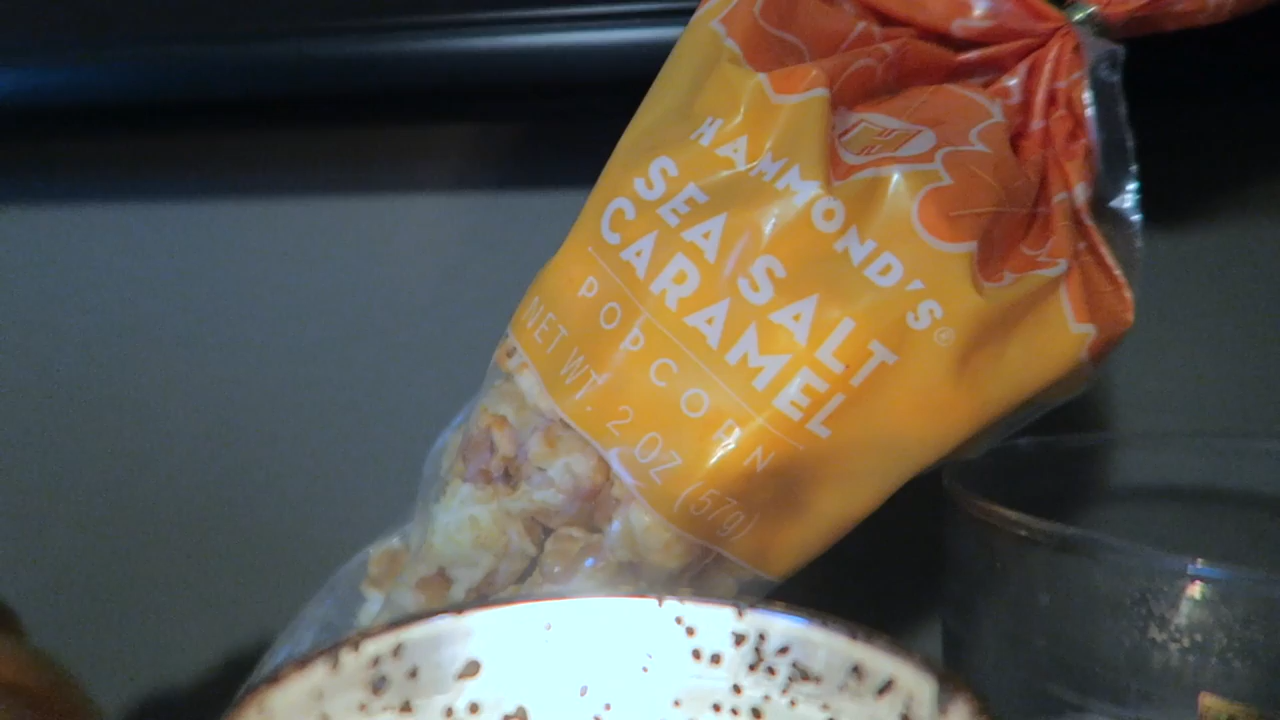 H
HAMMOND'S®
SEA SALT
CARAMEL
POPCORN
NET WT. 2 OZ (57g)